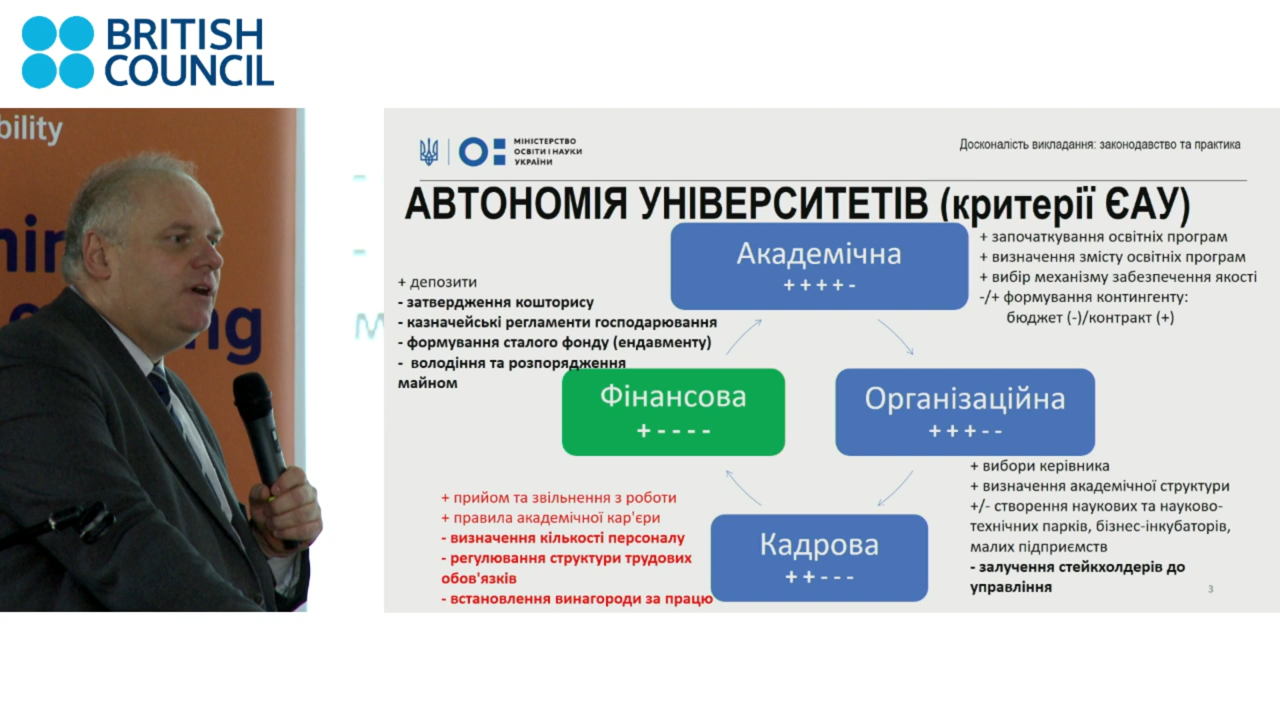 BRITISH
COUNCIL
bility
МІНІСТЕРСТВО
ОСВІТИ І НАУКИ
УКРАЇНИ
Досконалість викладання: законодавство та практика
АВТОНОМІЯ УНІВЕРСИТЕТІВ (критерії ЄАУ)
Академічна
+ + + + -
+ започаткування освітніх програм
+ визначення змісту освітніх програм
+ вибір механізму забезпечення якості
-/+ формування контингенту:
бюджет (-)/контракт (+)
+ депозити
- затвердження кошторису
- казначейські регламенти господарювання
- формування сталого фонду (ендавменту)
- володіння та розпорядження
майном
Фінансова
+ - - - -
Організаційна
+ + + - -
+ вибори керівника
+ визначення академічної структури
+/- створення наукових та науково-
технічних парків, бізнес-інкубаторів,
малих підприємств
- залучення стейкхолдерів до
управління
+ прийом та звільнення з роботи
+ правила академічної кар'єри
- визначення кількості персоналу
- регулювання структури трудових
обов'язків
- встановлення винагороди за працю
Кадрова
+ + - - -
3